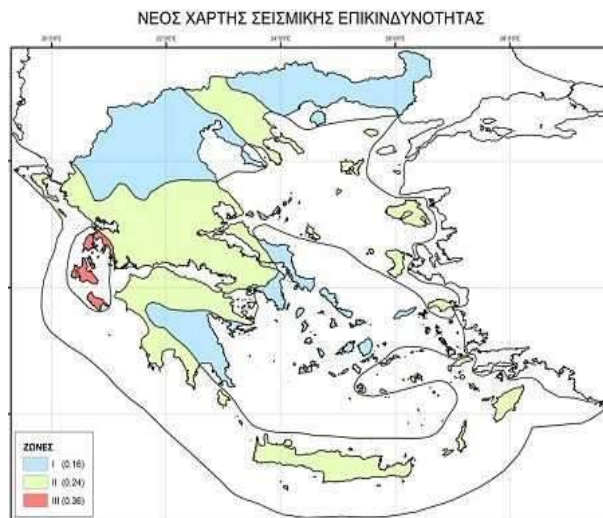 ΝΕΟΣ ΧΑΡΤΗΣ ΣΕΙΣΜΙΚΗΣ ΕΠΙΚΙΝΔΥΝΟΤΗΤΑΣ
ΖΩΝΕΣ
I (0.16)
II (0.24)
III (0.36)